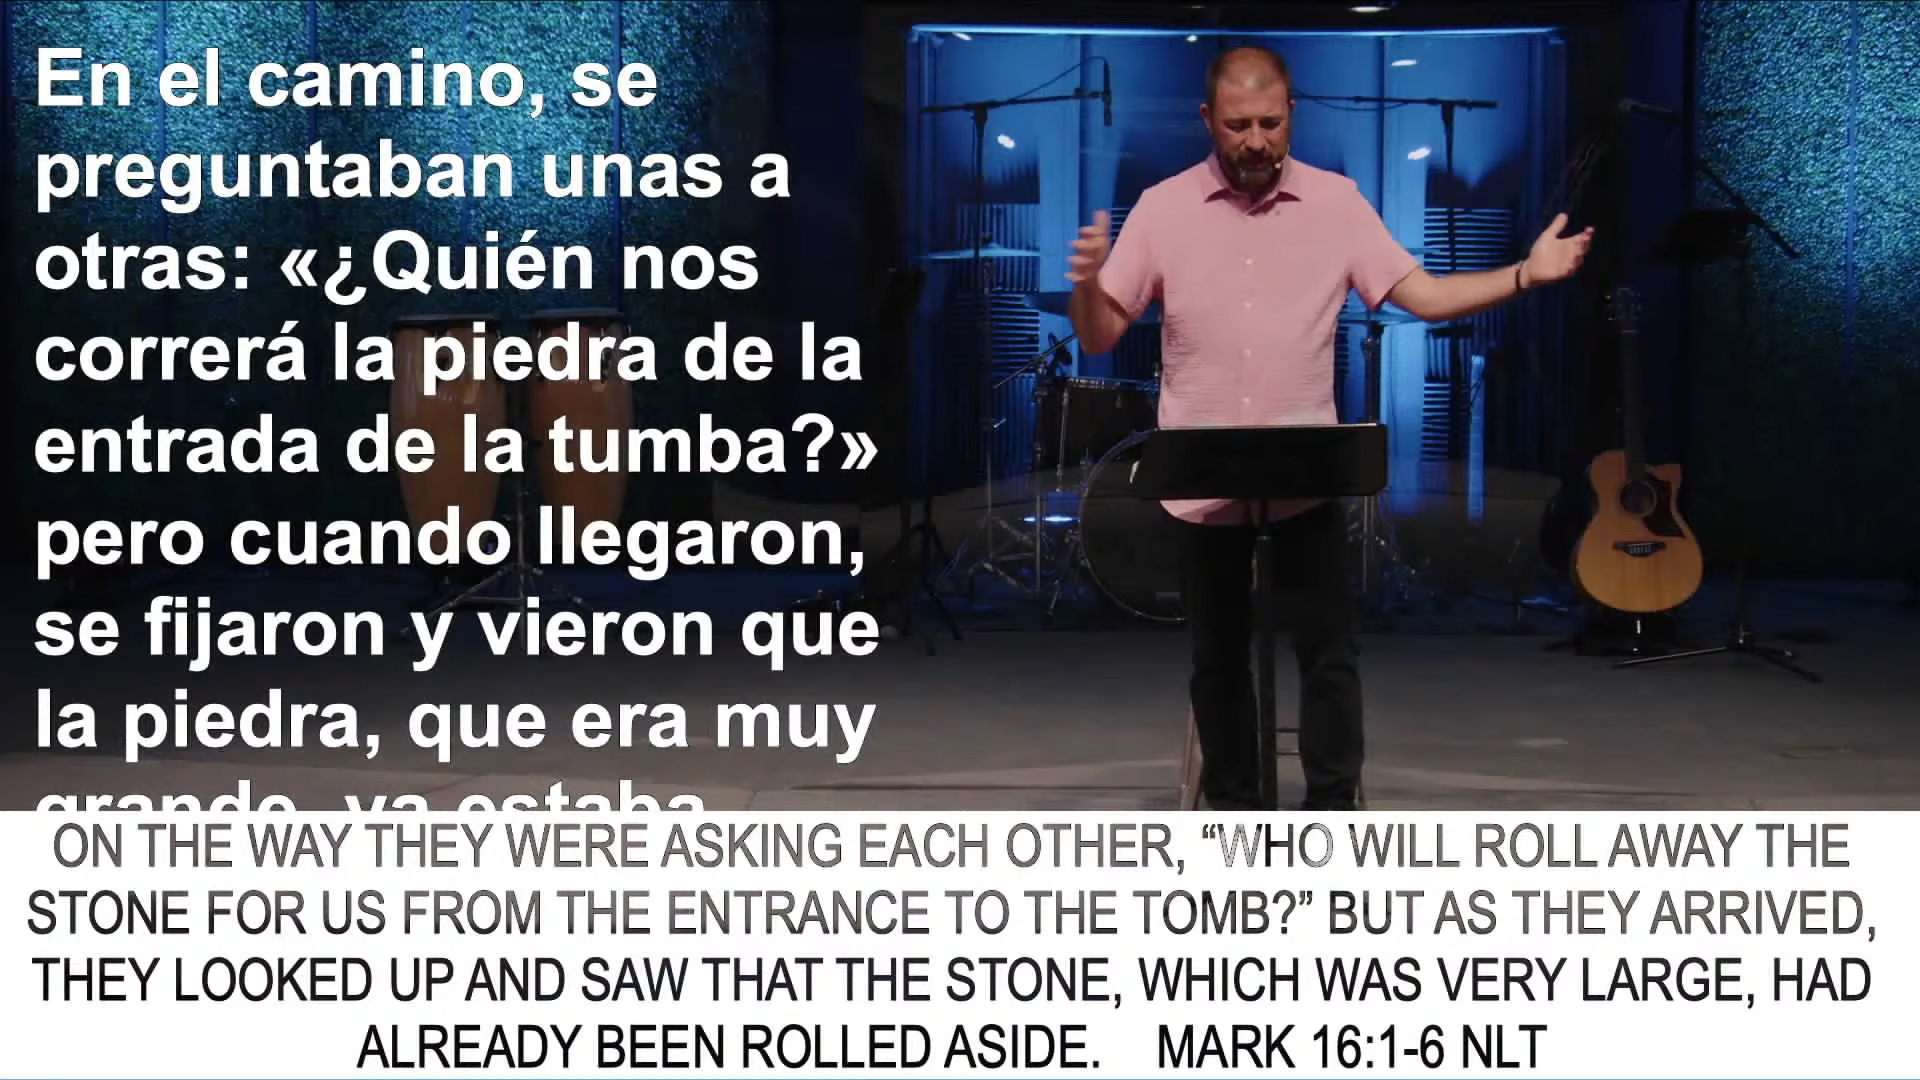 En el camino, se
preguntaban unas a
otras: «¿Quién nos
correrá la piedra de la
entrada de la tumba?»
pero cuando llegaron,
se fijaron y vieron que
la piedra, que era muy
grande, ya estaba
ON THE WAY THEY WERE ASKING EACH OTHER, “WHO WILL ROLL AWAY THE
STONE FOR US FROM THE ENTRANCE TO THE TOMB?” BUT AS THEY ARRIVED,
THEY LOOKED UP AND SAW THAT THE STONE, WHICH WAS VERY LARGE, HAD
ALREADY BEEN ROLLED ASIDE. MARK 16:1-6 NLT